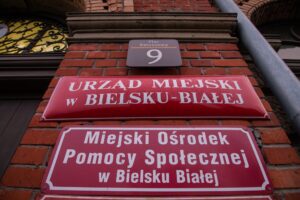 9
URZĄD MIEJSKI
W BIELSKU-BIAŁEJ
Miejski Ośrodek
Pomocy Społecznej
w Bielsku Białej